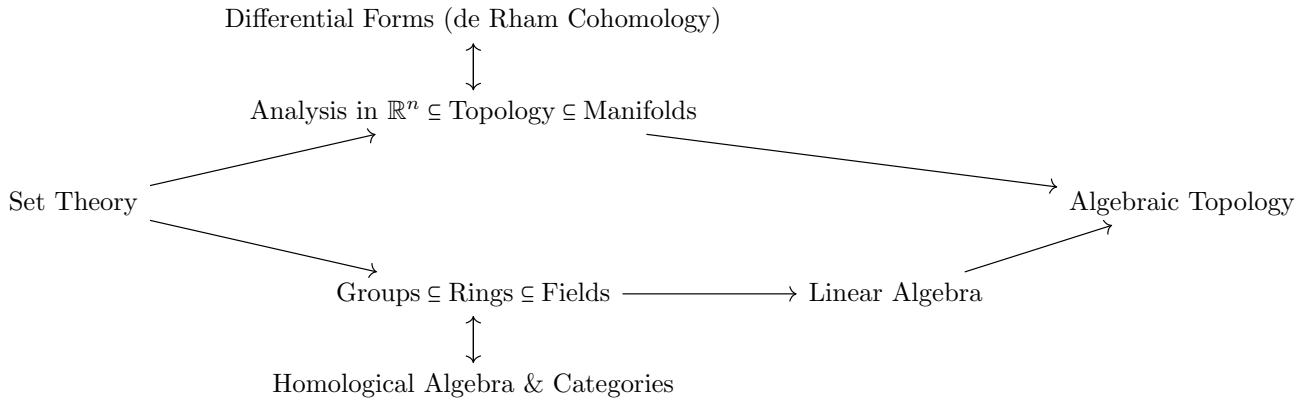 Differential Forms (de Rham Cohomology)
Analysis in ℝⁿ ⊆ Topology ⊆ Manifolds
Set Theory
Algebraic Topology
Groups ⊆ Rings ⊆ Fields
Linear Algebra
Homological Algebra & Categories